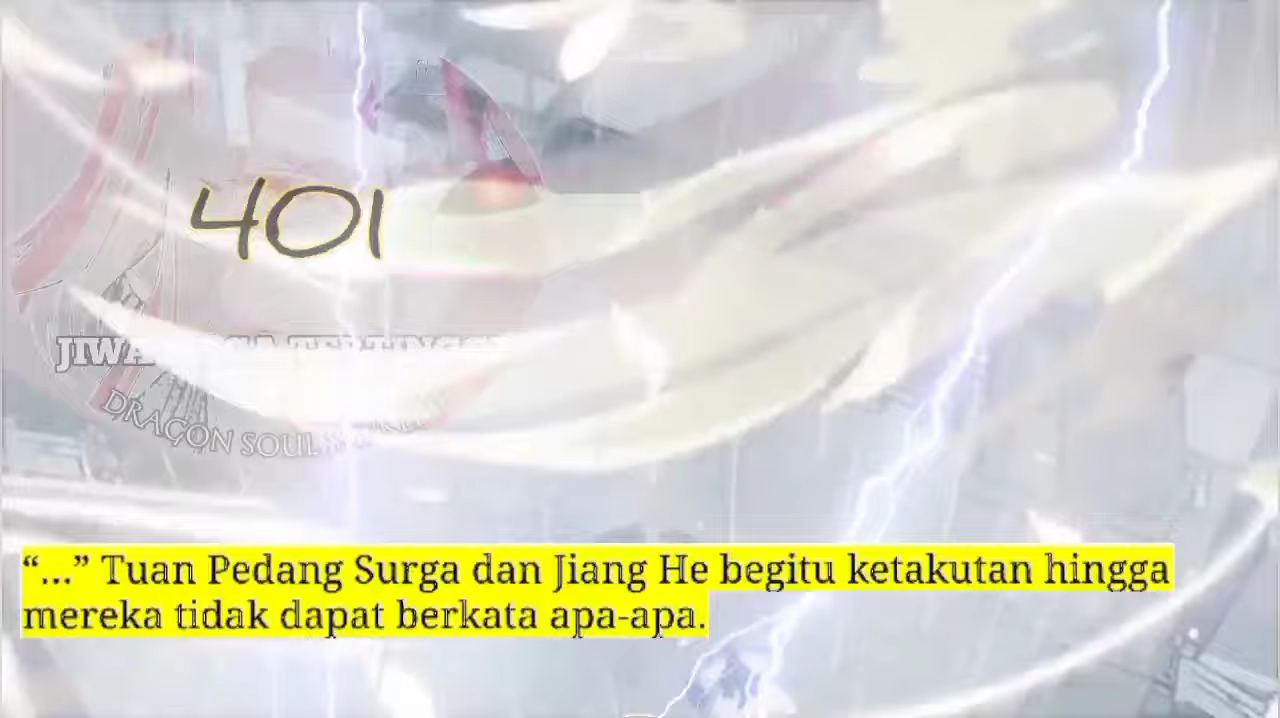 401
DRAGON SOUL
“...” Tuan Pedang Surga dan Jiang He begitu ketakutan hingga
mereka tidak dapat berkata apa-apa.